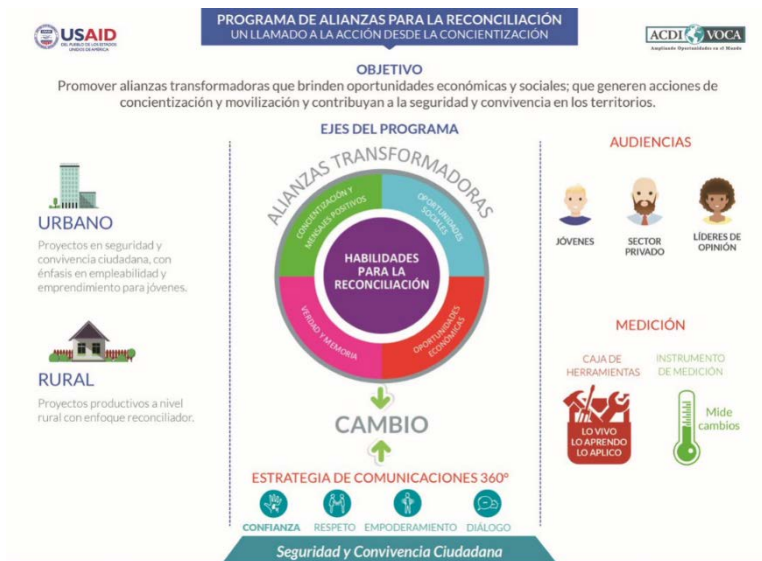 USAID
DEL PUEBLO DE LOS ESTADOS
UNIDOS DE AMÉRICA
PROGRAMA DE ALIANZAS PARA LA RECONCILIACIÓN
UN LLAMADO A LA ACCIÓN DESDE LA CONCIENTIZACIÓN
ACDI VOCA
Ampliando Oportunidades en el Mundo
OBJETIVO
Promover alianzas transformadoras que brinden oportunidades económicas y sociales; que generen acciones de
concientización y movilización y contribuyan a la seguridad y convivencia en los territorios.
URBANO
Proyectos en seguridad y
convivencia ciudadana, con
énfasis en empleabilidad y
emprendimiento para jóvenes.
RURAL
Proyectos productivos a nivel
rural con enfoque reconciliador.
EJES DEL PROGRAMA
ALIANZAS TRANSFORMADORAS
CONCIENTIZACIÓN Y
MENSAJES POSITIVOS
OPORTUNIDADES
SOCIALES
HABILIDADES
PARA LA
RECONCILIACIÓN
VERDAD Y MEMORIA
OPORTUNIDADES
ECONÓMICAS
CAMBIO
ESTRATEGIA DE COMUNICACIONES 360°
CONFIANZA
RESPETO
EMPODERAMIENTO
DIÁLOGO
Seguridad y Convivencia Ciudadana
AUDIENCIAS
JÓVENES
SECTOR
PRIVADO
LÍDERES DE
OPINIÓN
MEDICIÓN
CAJA DE
HERRAMIENTAS
LO VIVO
LO APRENDO
LO APLICO
INSTRUMENTO
DE MEDICIÓN
Mide
cambios